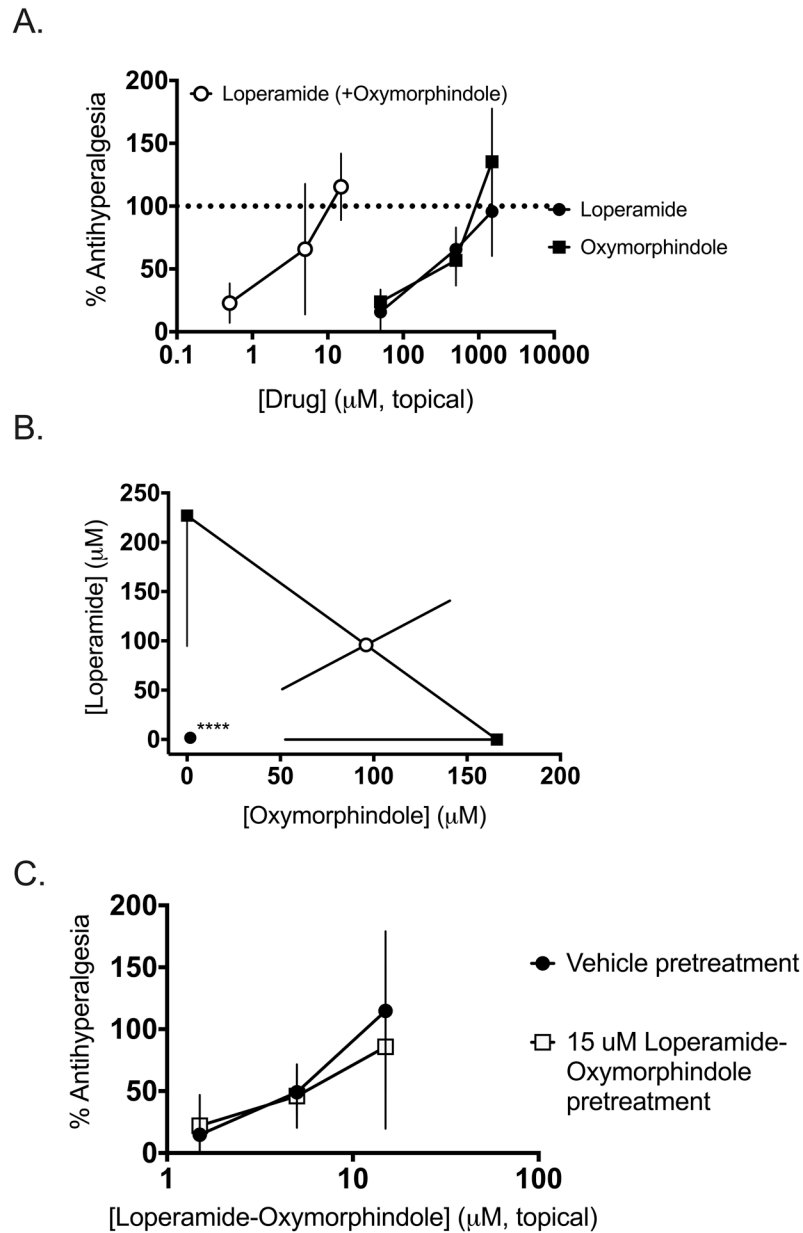 A.
200
150
100
50
0
% Antihyperalgesia
Loperamide (+Oxymorphindole)
Loperamide
Oxymorphindole
0.1 1 10 100 1000 10000
[Drug] (μM, topical)
B.
250
200
150
100
50
0
[Loperamide] (μM)
****
0 50 100 150 200
[Oxymorphindole] (μM)
C.
200
150
100
50
0
% Antihyperalgesia
Vehicle pretreatment
15 uM Loperamide-
Oxymorphindole
pretreatment
1 10 100
[Loperamide-Oxymorphindole] (μM, topical)